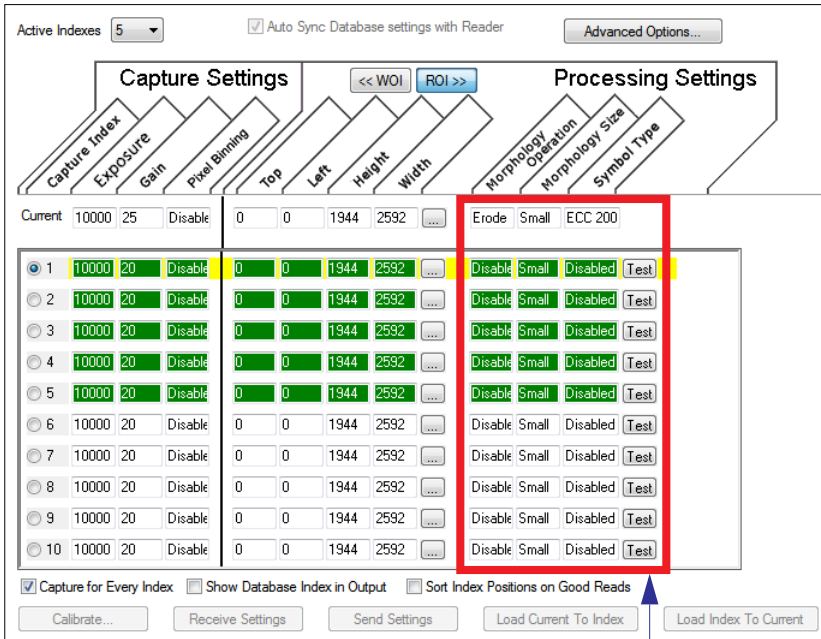 Active Indexes 5 Auto Sync Database settings with Reader Advanced Options...
Capture Settings << WOI ROI >> Processing Settings
Capture Index Exposure Gain Pixel Binning Top Left Height Width Morphology Operation Morphology Size Symbol Type
Current 10000 25 Disable 0 0 1944 2592 ... Erode Small ECC 200
1 10000 20 Disable 0 0 1944 2592 ... Disable Small Disabled Test
2 10000 20 Disable 0 0 1944 2592 ... Disable Small Disabled Test
3 10000 20 Disable 0 0 1944 2592 ... Disable Small Disabled Test
4 10000 20 Disable 0 0 1944 2592 ... Disable Small Disabled Test
5 10000 20 Disable 0 0 1944 2592 ... Disable Small Disabled Test
6 10000 20 Disable 0 0 1944 2592 ... Disable Small Disabled Test
7 10000 20 Disable 0 0 1944 2592 ... Disable Small Disabled Test
8 10000 20 Disable 0 0 1944 2592 ... Disable Small Disabled Test
9 10000 20 Disable 0 0 1944 2592 ... Disable Small Disabled Test
10 10000 20 Disable 0 0 1944 2592 ... Disable Small Disabled Test
Capture for Every Index Show Database Index in Output Sort Index Positions on Good Reads
Calibrate... Receive Settings Send Settings Load Current To Index Load Index To Current